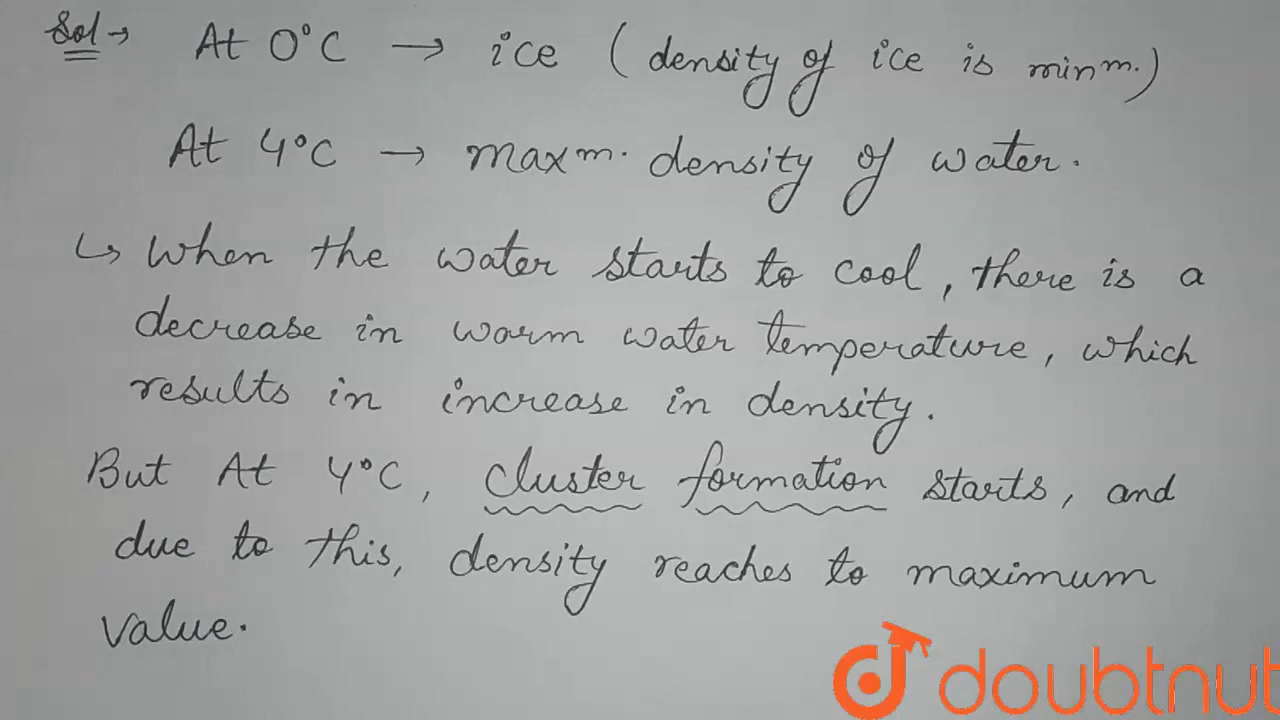 Sol → At 0°C → ice (density of ice is minm.)
At 4°C → maxm. density of water.
↳ When the water starts to cool, there is a
decrease in warm water temperature, which
results in increase in density.
But At 4°C, cluster formation starts, and
due to this, density reaches to maximum
value.
doubtnut